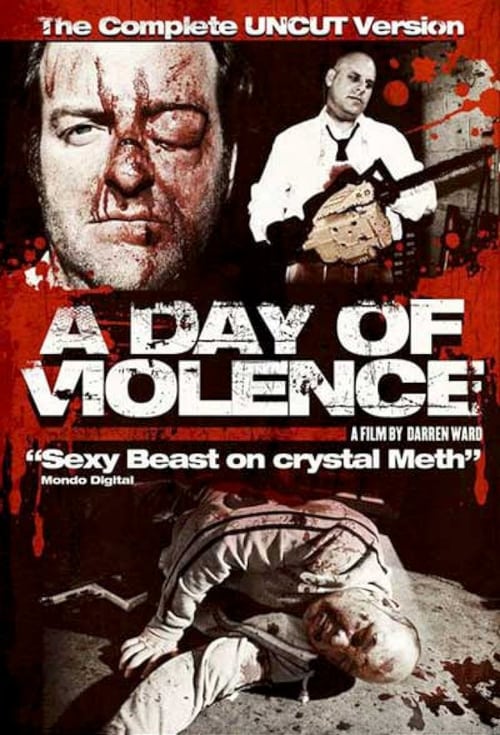 The Complete UNCUT Version
A DAY OF
VIOLENCE
A FILM BY DARREN WARD
“Sexy Beast on crystal Meth”
Mondo Digital